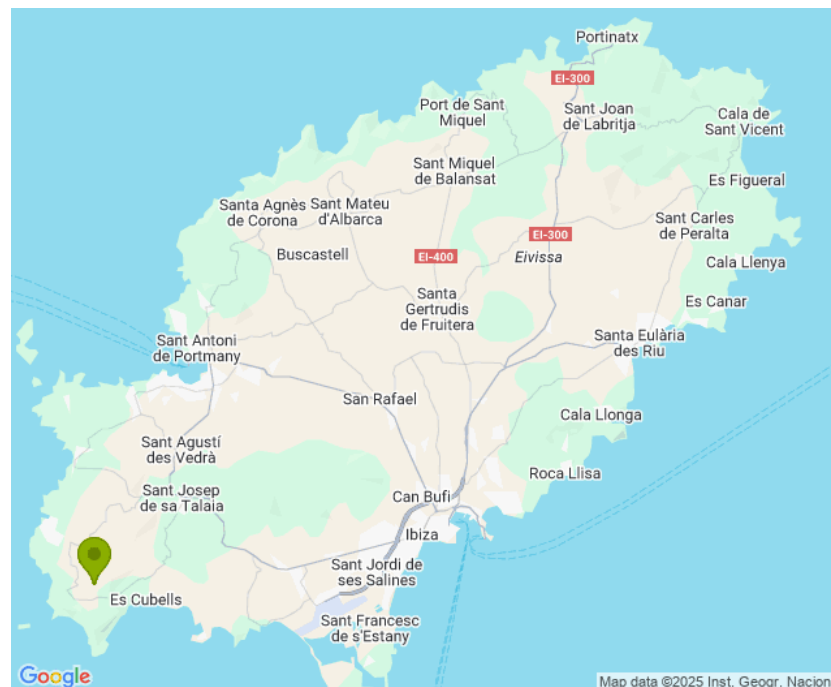 Portinatx
EI-300
Port de Sant
Miquel
Sant Joan
de Labritja
Cala de
Sant Vicent
Sant Miquel
de Balansat
Es Figueral
Santa Agnès
de Corona
Sant Mateu
d'Albarca
Sant Carles
de Peralta
EI-300
Buscastell
EI-400
Eivissa
Cala Llenya
Santa
Gertrudis
de Fruitera
Es Canar
Sant Antoni
de Portmany
Santa Eulària
des Riu
San Rafael
Cala Llonga
Sant Agustí
des Vedrà
Roca Llisa
Sant Josep
de sa Talaia
Can Bufi
Ibiza
Sant Jordi de
ses Salines
Es Cubells
Sant Francesc
de s'Estany
Google
Map data ©2025 Inst. Geogr. Nacion